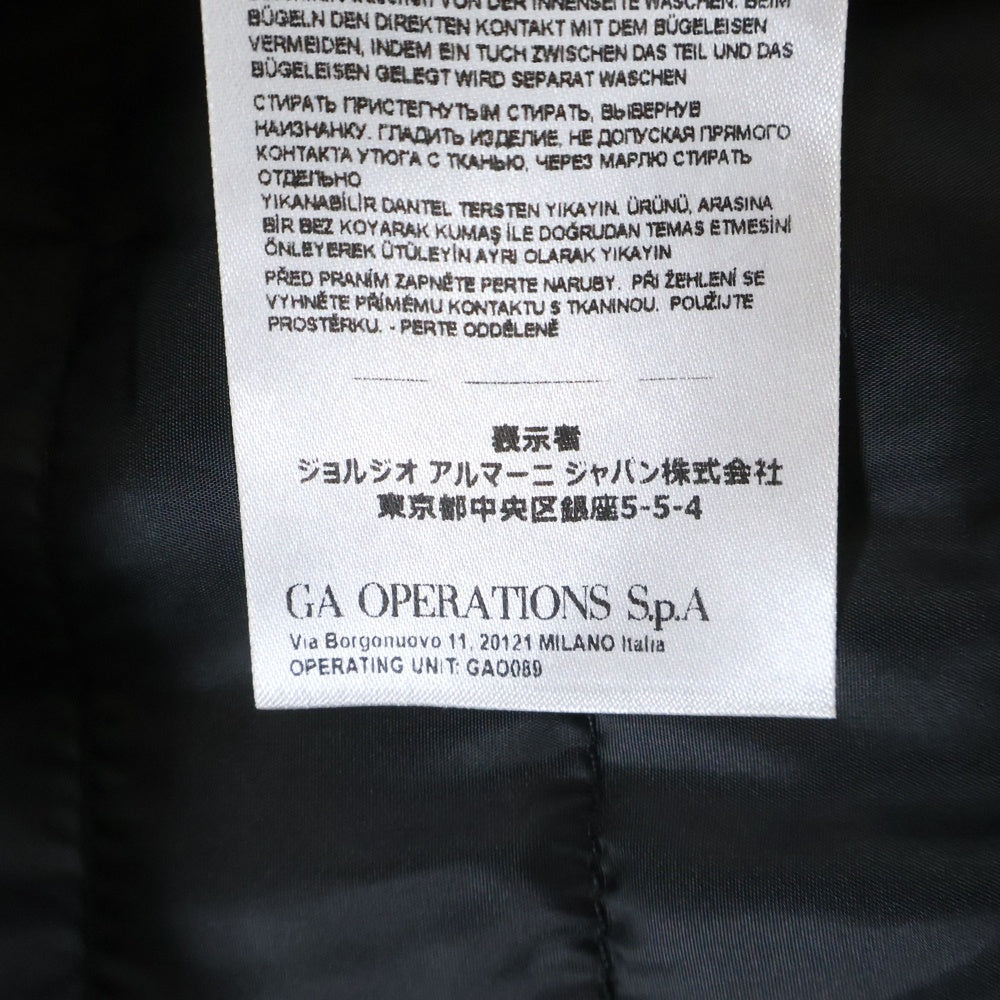 VON DER INNENSEITE WASCHEN. BEIM
BÜGELN DEN DIREKTEN KONTAKT MIT DEM BÜGELEISEN
VERMEIDEN, INDEM EIN TUCH ZWISCHEN DAS TEIL UND DAS
BÜGELEISEN GELEGT WIRD SEPARAT WASCHEN
СТИРАТЬ ПРИСТЕГНУТЫМ СТИРАТЬ, ВЫВЕРНУВ
НАИЗНАНКУ. ГЛАДИТЬ ИЗДЕЛИЕ, НЕ ДОПУСКАЯ ПРЯМОГО
КОНТАКТА УТЮГА С ТКАНЬЮ, ЧЕРЕЗ МАРЛЮ СТИРАТЬ
ОТДЕЛЬНО
YIKANABİLİR DANTEL TERSTEN YIKAYIN. ÜRÜNÜ, ARASINA
BİR BEZ KOYARAK KUMAŞ İLE DOĞRUDAN TEMAS ETMESİNİ
ÖNLEYEREK ÜTÜLEYİN AYRI OLARAK YIKAYIN
PŘED PRANÍM ZAPNĚTE PERTE NARUBY. PŘI ŽEHLENÍ SE
VYHNĚTE PŘÍMÉMU KONTAKTU S TKANINOU. POUŽIJTE
PROSTĚRKU. - PERTE ODDĚLENĚ
表示者
ジョルジオ アルマーニ ジャパン株式会社
東京都中央区銀座5-5-4
GA OPERATIONS S.p.A
Via Borgonuovo 11, 20121 MILANO Italia
OPERATING UNIT: GAO089